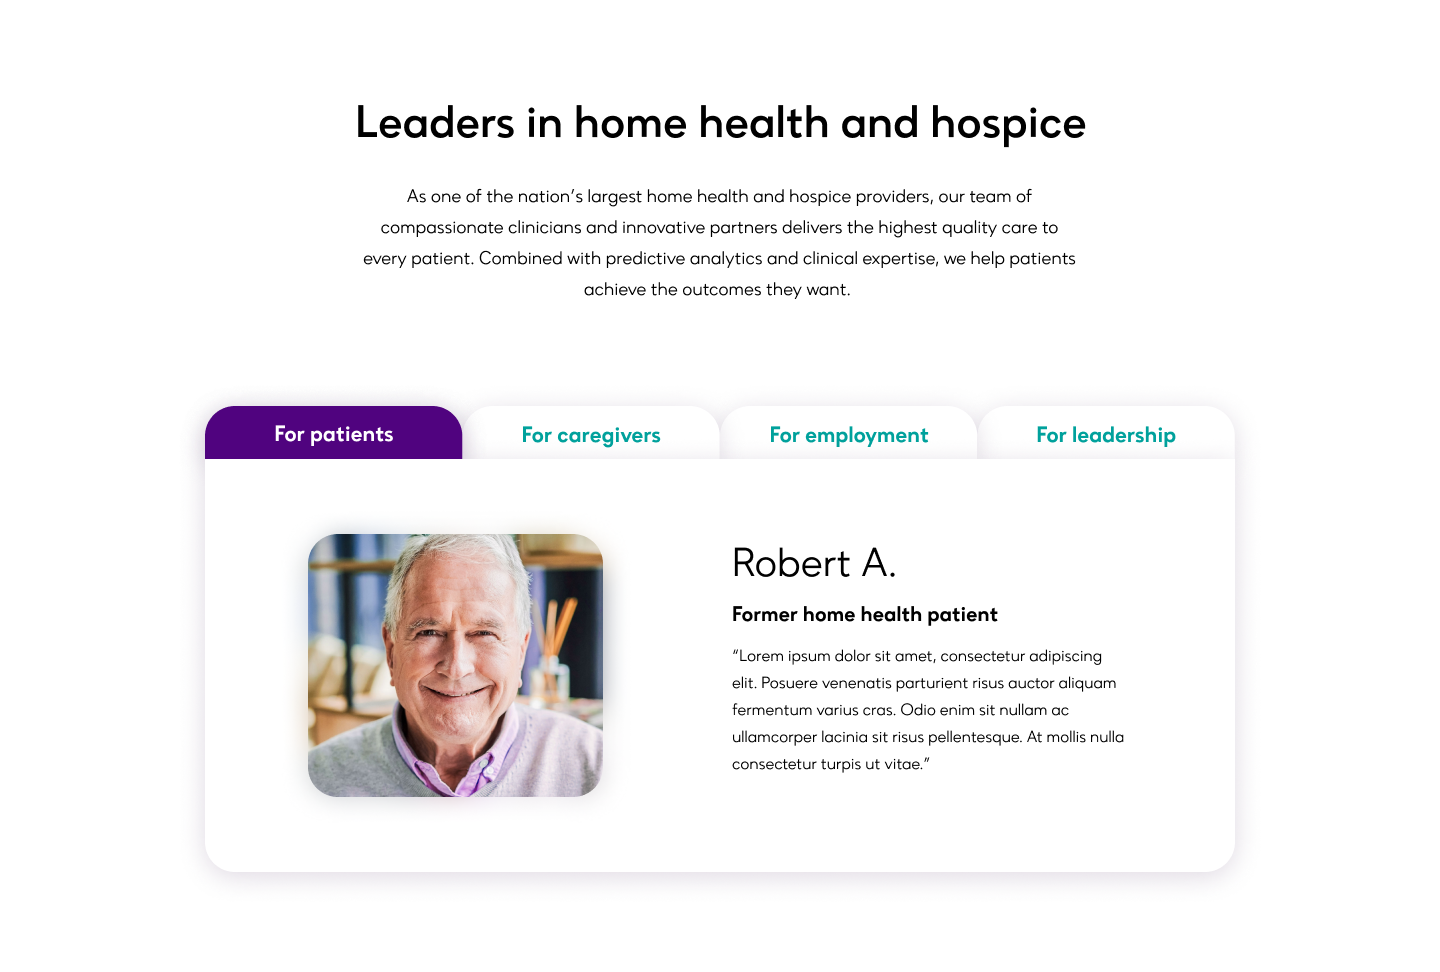 Leaders in home health and hospice
As one of the nation’s largest home health and hospice providers, our team of
compassionate clinicians and innovative partners delivers the highest quality care to
every patient. Combined with predictive analytics and clinical expertise, we help patients
achieve the outcomes they want.
For patients
For caregivers
For employment
For leadership
Robert A.
Former home health patient
“Lorem ipsum dolor sit amet, consectetur adipiscing
elit. Posuere venenatis parturient risus auctor aliquam
fermentum varius cras. Odio enim sit nullam ac
ullamcorper lacinia sit risus pellentesque. At mollis nulla
consectetur turpis ut vitae.”